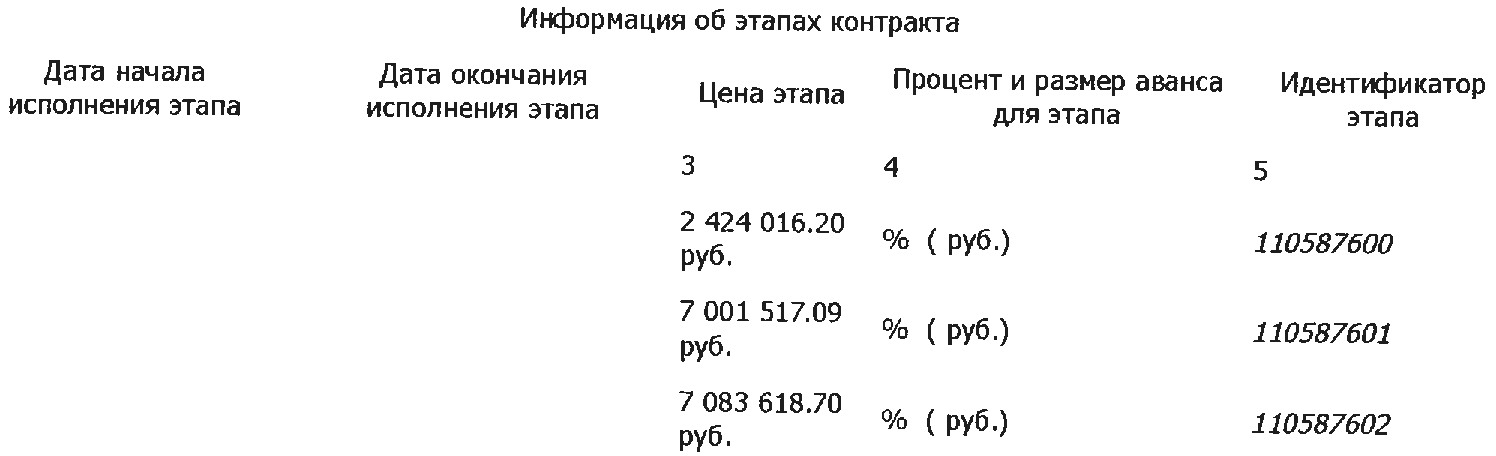 Информация об этапах контракта
Дата начала
исполнения этапа
Дата окончания
исполнения этапа
Цена этапа
Процент и размер аванса
для этапа
Идентификатор
этапа
3
4
5
2 424 016.20
руб.
% ( руб.)
110587600
7 001 517.09
руб.
% ( руб.)
110587601
7 083 618.70
руб.
% ( руб.)
110587602